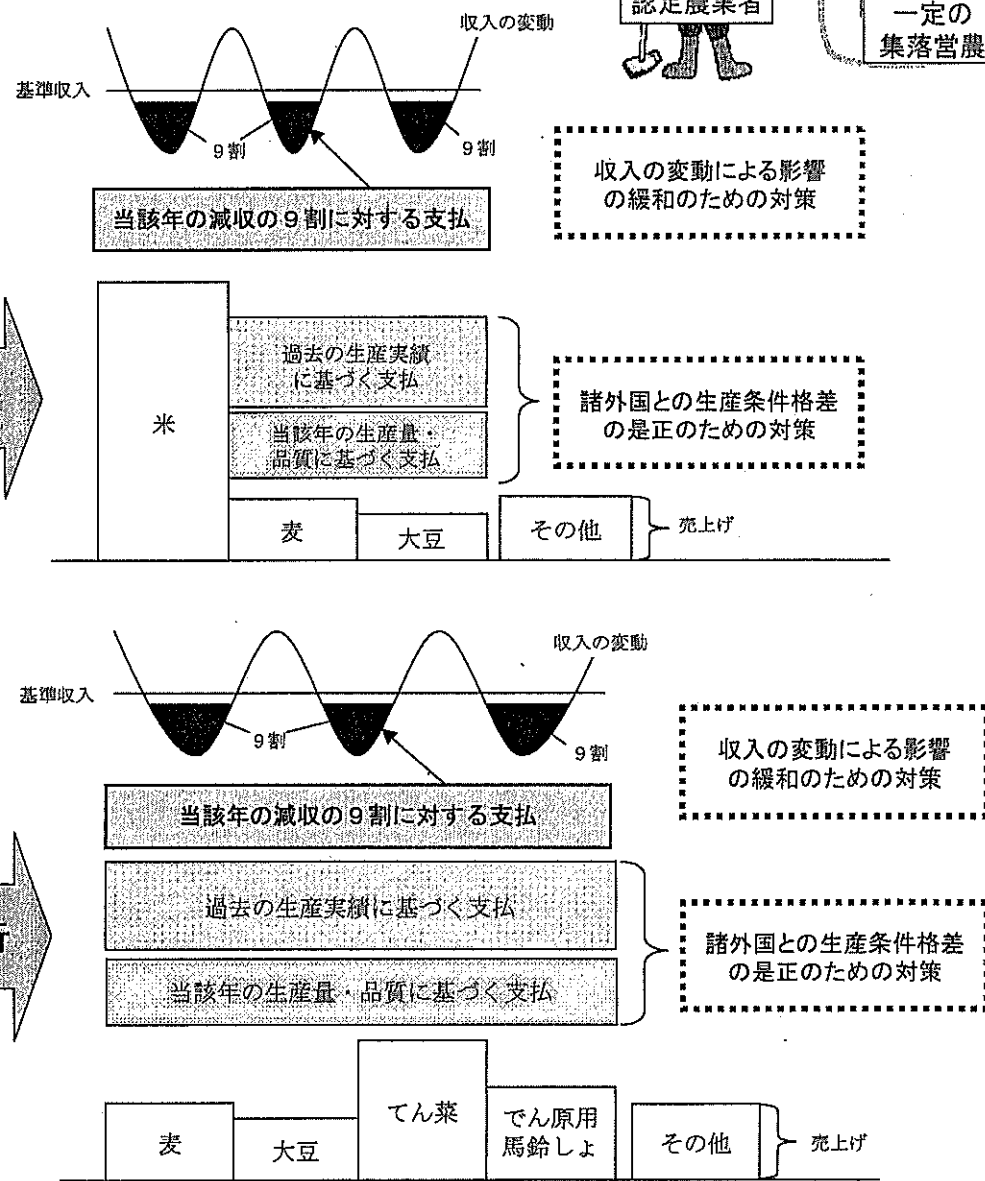 認定農業者
一定の
集落営農
収入の変動
基準収入
9割
9割
当該年の減収の9割に対する支払
収入の変動による影響
の緩和のための対策
米
過去の生産実績
に基づく支払
当該年の生産量・
品質に基づく支払
諸外国との生産条件格差
の是正のための対策
麦
大豆
その他
売上げ
収入の変動
基準収入
9割
9割
当該年の減収の9割に対する支払
収入の変動による影響
の緩和のための対策
過去の生産実績に基づく支払
当該年の生産量・品質に基づく支払
諸外国との生産条件格差
の是正のための対策
麦
大豆
てん菜
でん原用
馬鈴しょ
その他
売上げ